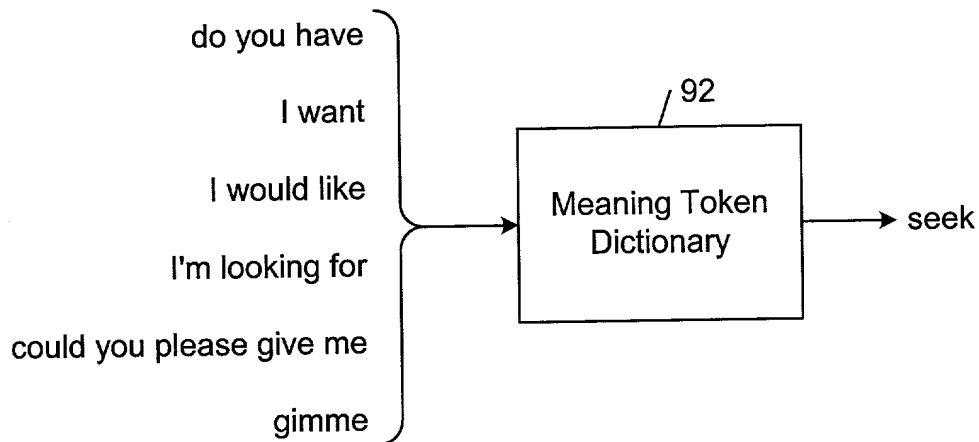 do you have
I want
I would like
I'm looking for
could you please give me
gimme
92
Meaning Token
Dictionary
seek